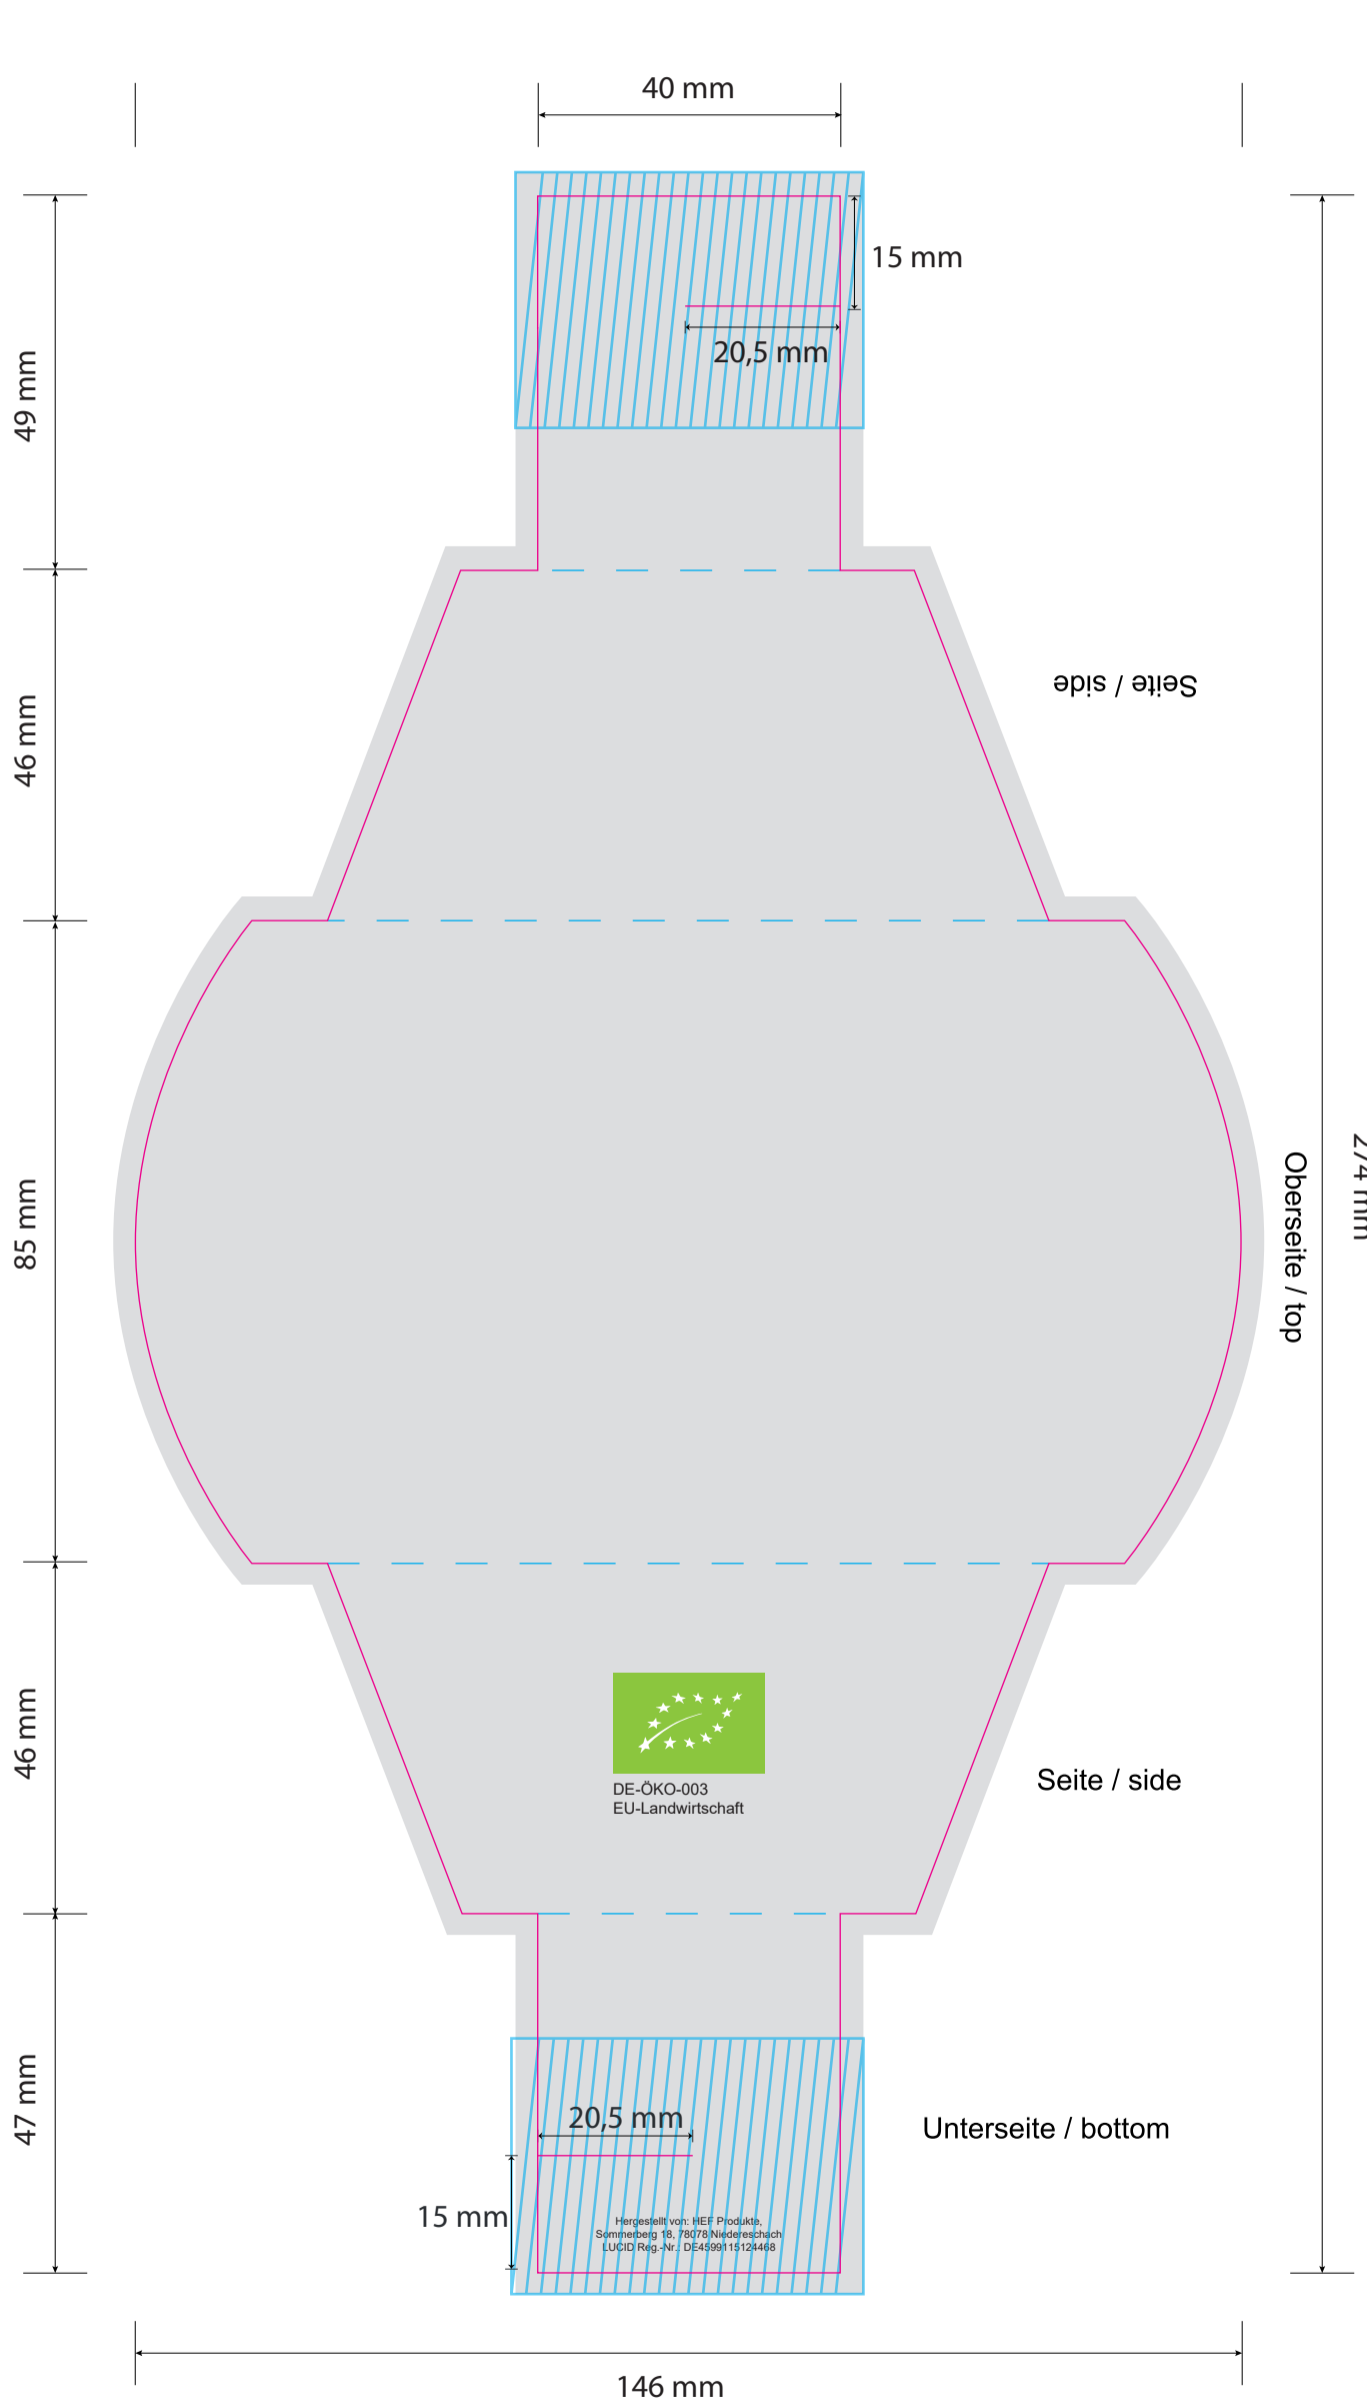 40 mm
15 mm
20,5 mm
49 mm
Seite / side
46 mm
274 mm
Oberseite / top
85 mm
46 mm
DE-ÖKO-003
EU-Landwirtschaft
Seite / side
47 mm
20,5 mm
Unterseite / bottom
15 mm
Hergestellt von: HEF Produkte,
Sommerberg 18, 78078 Niedereschach
LUCID Reg.-Nr.: DE4599115124468
146 mm